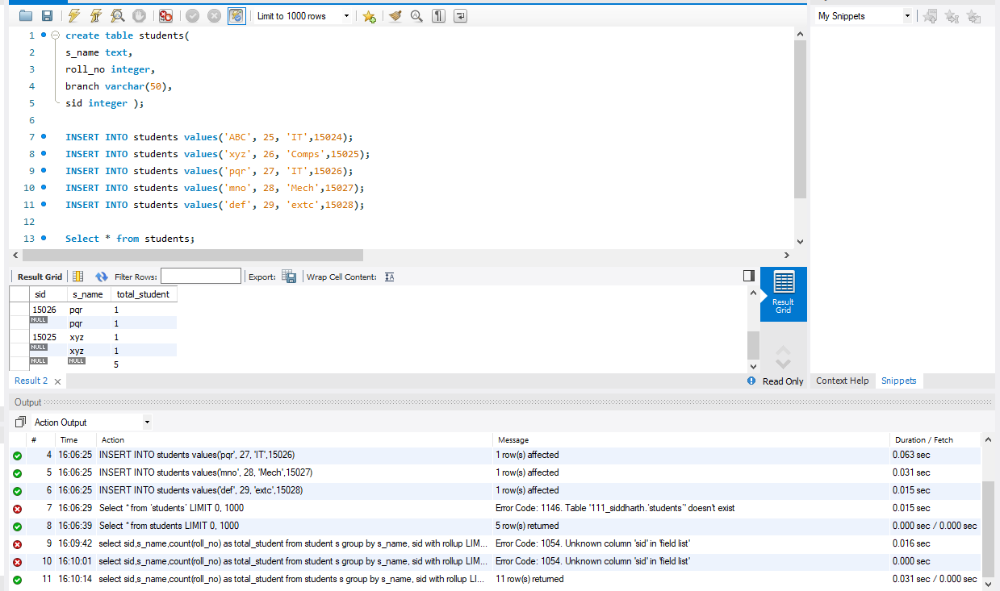 Limit to 1000 rows
My Snippets
1 create table students(
2 s_name text,
3 roll_no integer,
4 branch varchar(50),
5 sid integer );
6
7 INSERT INTO students values('ABC', 25, 'IT',15024);
8 INSERT INTO students values('xyz', 26, 'Comps',15025);
9 INSERT INTO students values('pqr', 27, 'IT',15026);
10 INSERT INTO students values('mno', 28, 'Mech',15027);
11 INSERT INTO students values('def', 29, 'extc',15028);
12
13 Select * from students;
Result Grid Filter Rows: Export: Wrap Cell Content: IA
sid s_name total_student
15026 pqr 1
NULL pqr 1
15025 xyz 1
NULL xyz 1
NULL NULL 5
Result Grid
Result 2 Read Only
Context Help Snippets
Output
Action Output
# Time Action Message Duration / Fetch
4 16:06:25 INSERT INTO students values('pqr', 27, 'IT',15026) 1 row(s) affected 0.063 sec
5 16:06:25 INSERT INTO students values('mno', 28, 'Mech',15027) 1 row(s) affected 0.031 sec
6 16:06:25 INSERT INTO students values('def', 29, 'extc',15028) 1 row(s) affected 0.015 sec
7 16:06:29 Select * from 'students' LIMIT 0, 1000 Error Code: 1146. Table '111_siddharth.'students'' doesn't exist 0.015 sec
8 16:06:39 Select * from students LIMIT 0, 1000 5 row(s) returned 0.000 sec / 0.000 sec
9 16:09:42 select sid,s_name,count(roll_no) as total_student from student s group by s_name, sid with rollup LIM... Error Code: 1054. Unknown column 'sid' in 'field list' 0.016 sec
10 16:10:01 select sid,s_name,count(roll_no) as total_student from student s group by s_name, sid with rollup LIM... Error Code: 1054. Unknown column 'sid' in 'field list' 0.000 sec
11 16:10:14 select sid,s_name,count(roll_no) as total_student from students s group by s_name, sid with rollup LI... 11 row(s) returned 0.031 sec / 0.000 sec